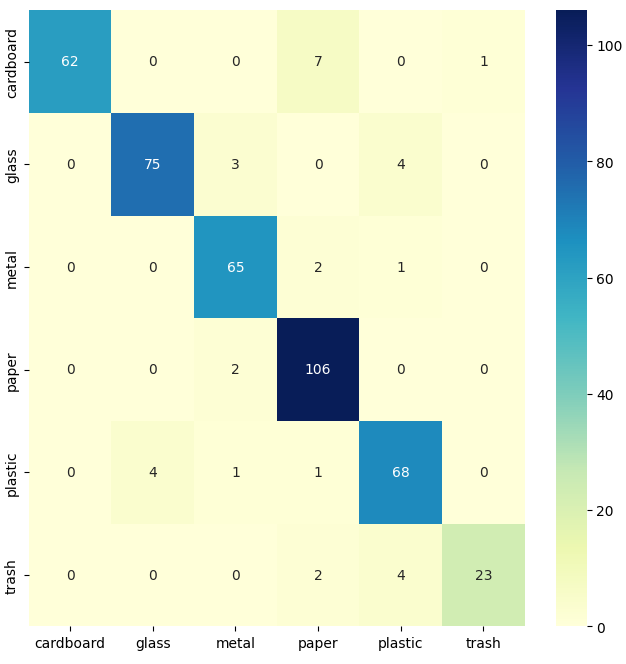 cardboard 62 0 0 7 0 1
glass 0 75 3 0 4 0
metal 0 0 65 2 1 0
paper 0 0 2 106 0 0
plastic 0 4 1 1 68 0
trash 0 0 0 2 4 23
cardboard glass metal paper plastic trash
100
80
60
40
20
0